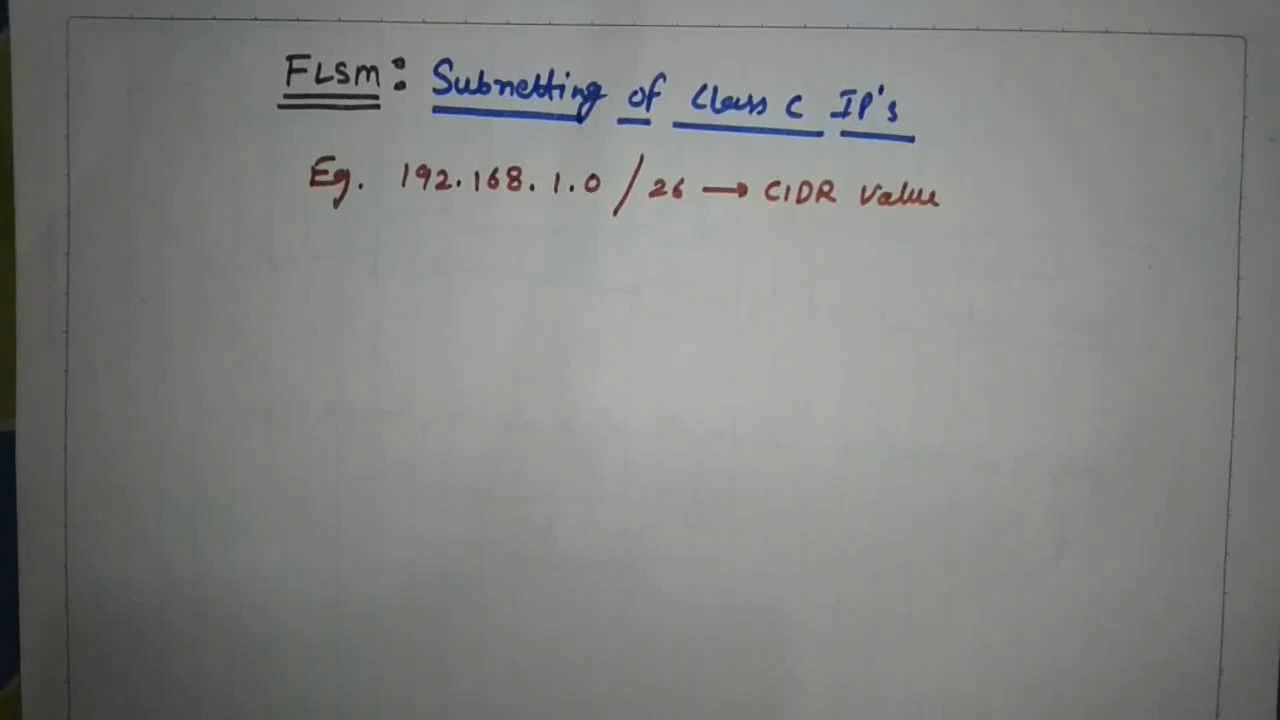 FLSM: Subnetting of Class C IP's
Eg. 192.168.1.0 / 26 → CIDR Value